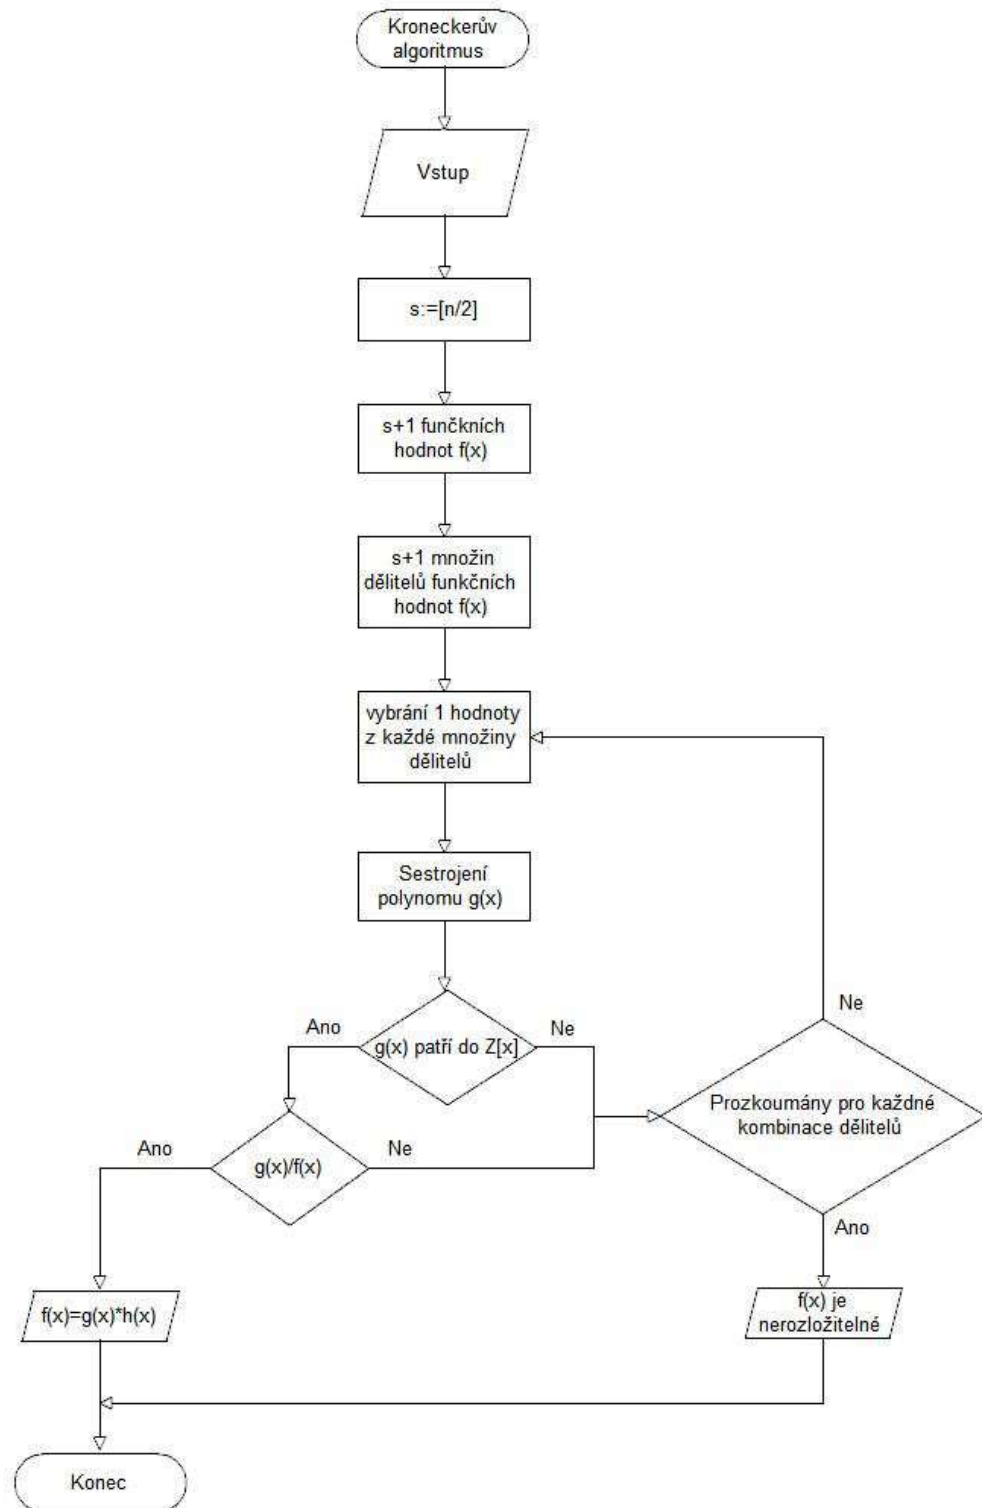 Kroneckerův
algoritmus
Vstup
s:=[n/2]
s+1 funčkních
hodnot f(x)
s+1 množin
dělitelů funkčních
hodnot f(x)
vybrání 1 hodnoty
z každé množiny
dělitelů
Sestrojení
polynomu g(x)
Ano
g(x) patří do Z[x]
Ne
Ne
Prozkoumány pro každné
kombinace dělitelů
Ano
g(x)/f(x)
Ne
Ano
f(x)=g(x)*h(x)
f(x) je
nerozložitelné
Konec